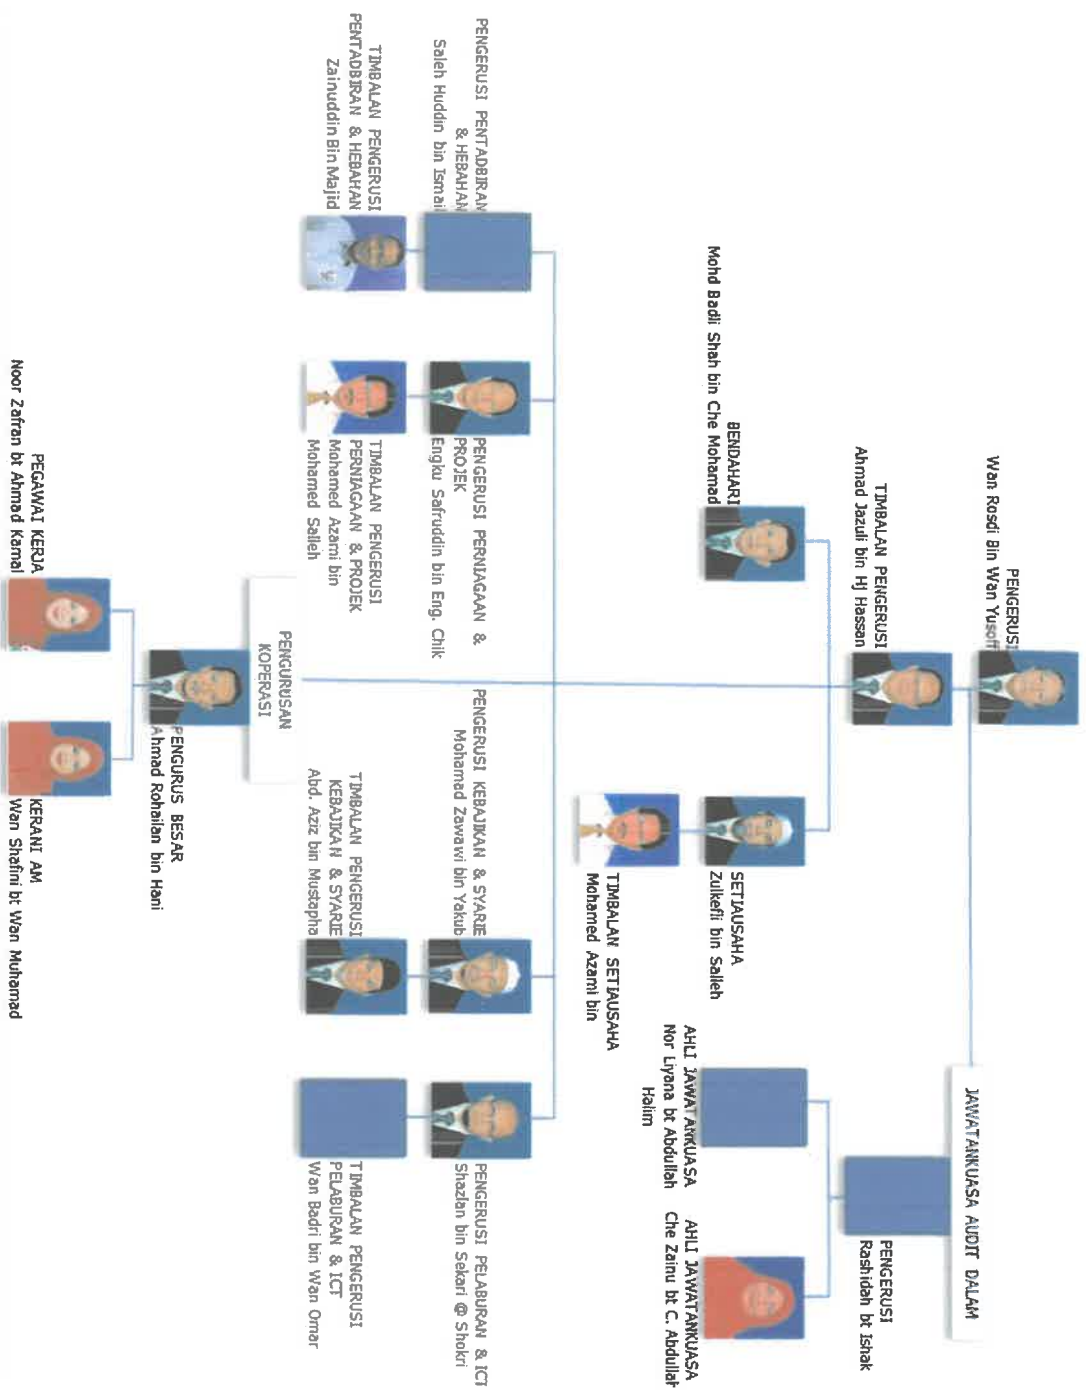 PENGERUSI
Wan Rosdi Bin Wan Yusoff
TIMBALAN PENGERUSI
Ahmad Jazuli bin Hj Hassan
JAWATANKUASA AUDIT DALAM
PENGERUSI
Rashidah bt Ishak
AHLI JAWATANKUASA
Nor Liyana bt Abdullah
Halim
AHLI JAWATANKUASA
Che Zainu bt C. Abdullah
BENDAHARI
Mohd Badli Shah bin Che Mohamad
SETIAUSAHA
Zulkefli bin Salleh
TIMBALAN SETIAUSAHA
Mohamed Azami bin
PENGERUSI PENTADBIRAN
& HEBAHAN
Saleh Huddin bin Ismail
PENGERUSI PERNIAGAAN &
PROJEK
Engku Safruddin bin Eng. Chik
PENGERUSI KEBAJIKAN & SYARIE
Mohamad Zawawi bin Yakub
PENGERUSI PELABURAN & ICT
Shazlan bin Sekari @ Shokri
TIMBALAN PENGERUSI
PENTADBIRAN & HEBAHAN
Zainuddin Bin Majid
TIMBALAN PENGERUSI
PERNIAGAAN & PROJEK
Mohamed Azami bin
Mohamed Salleh
TIMBALAN PENGERUSI
KEBAJIKAN & SYARIE
Abd. Aziz bin Mustapha
TIMBALAN PENGERUSI
PELABURAN & ICT
Wan Badri bin Wan Omar
PENGURUSAN
KOPERASI
PENGURUS BESAR
Ahmad Rohailan bin Hani
PEGAWAI KERJA
Noor Zafran bt Ahmad Kamal
KERANI AM
Wan Shafini bt Wan Muhamad